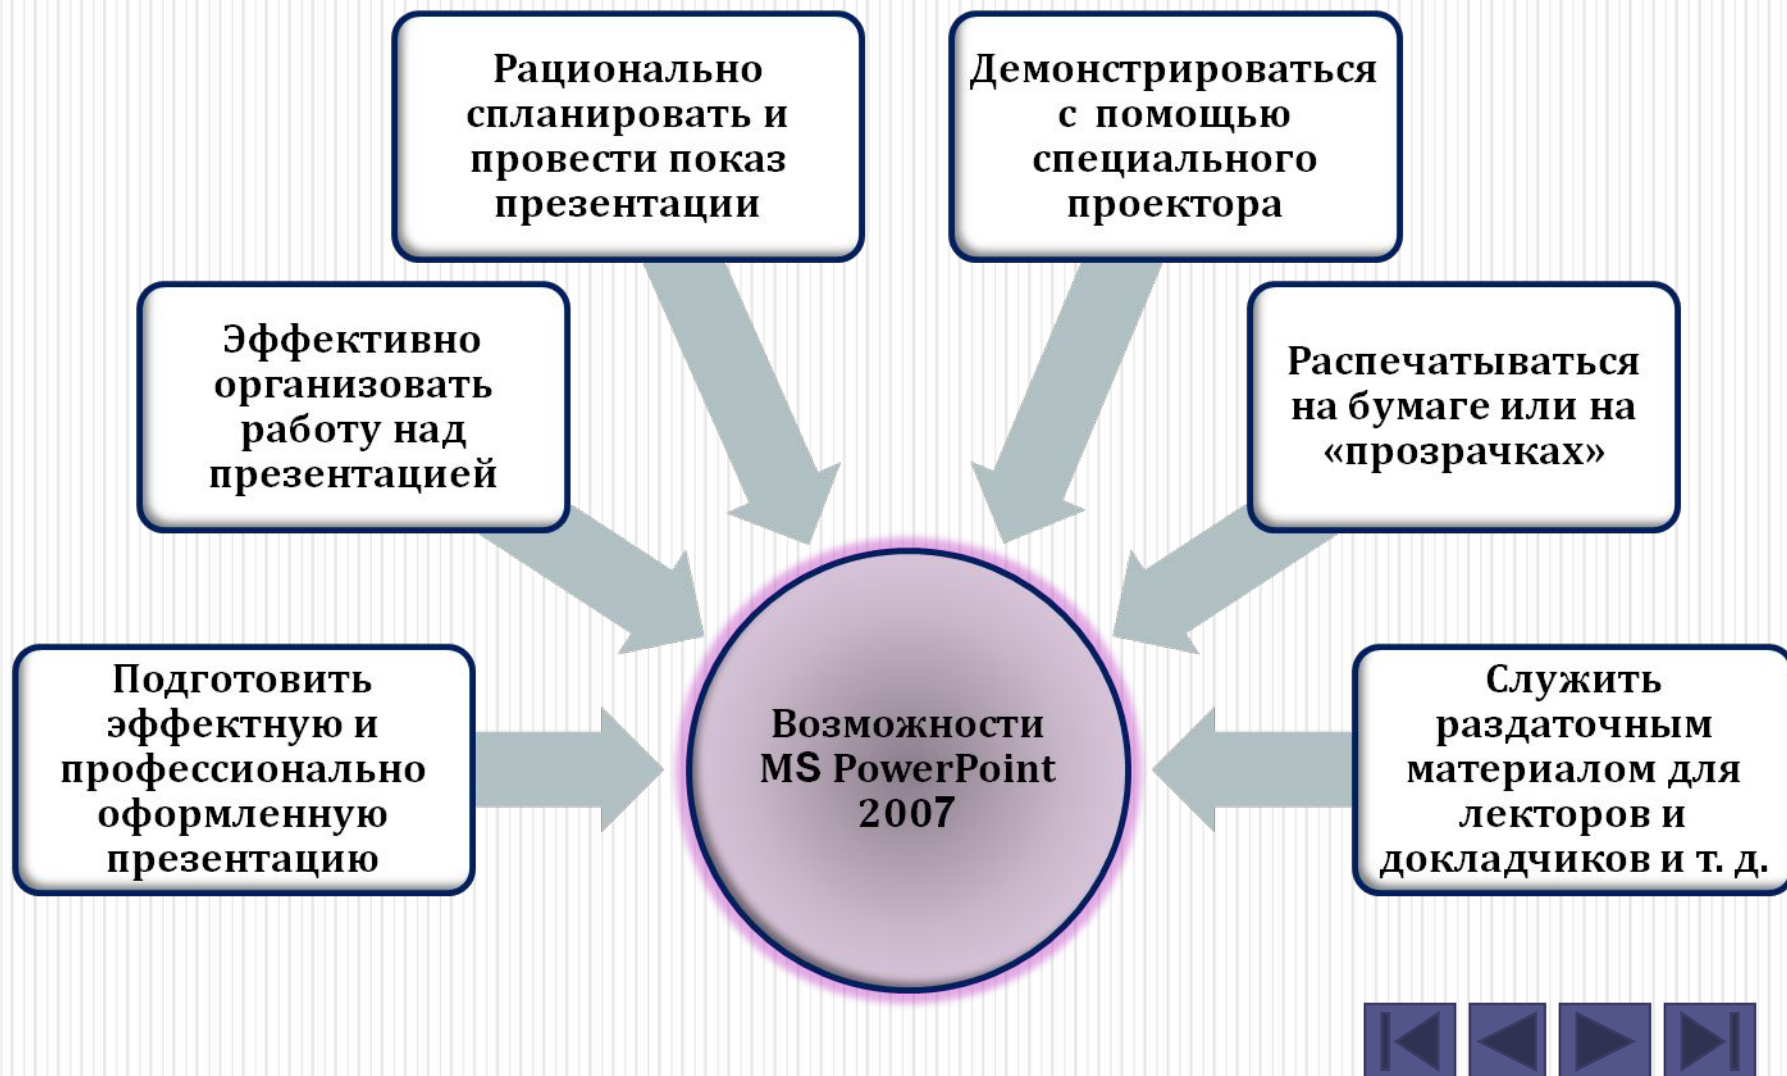 Рационально
спланировать и
провести показ
презентации
Демонстрироваться
с помощью
специального
проектора
Эффективно
организовать
работу над
презентацией
Распечатываться
на бумаге или на
«прозрачках»
Подготовить
эффектную и
профессионально
оформленную
презентацию
Возможности
MS PowerPoint
2007
Служить
раздаточным
материалом для
лекторов и
докладчиков и т. д.